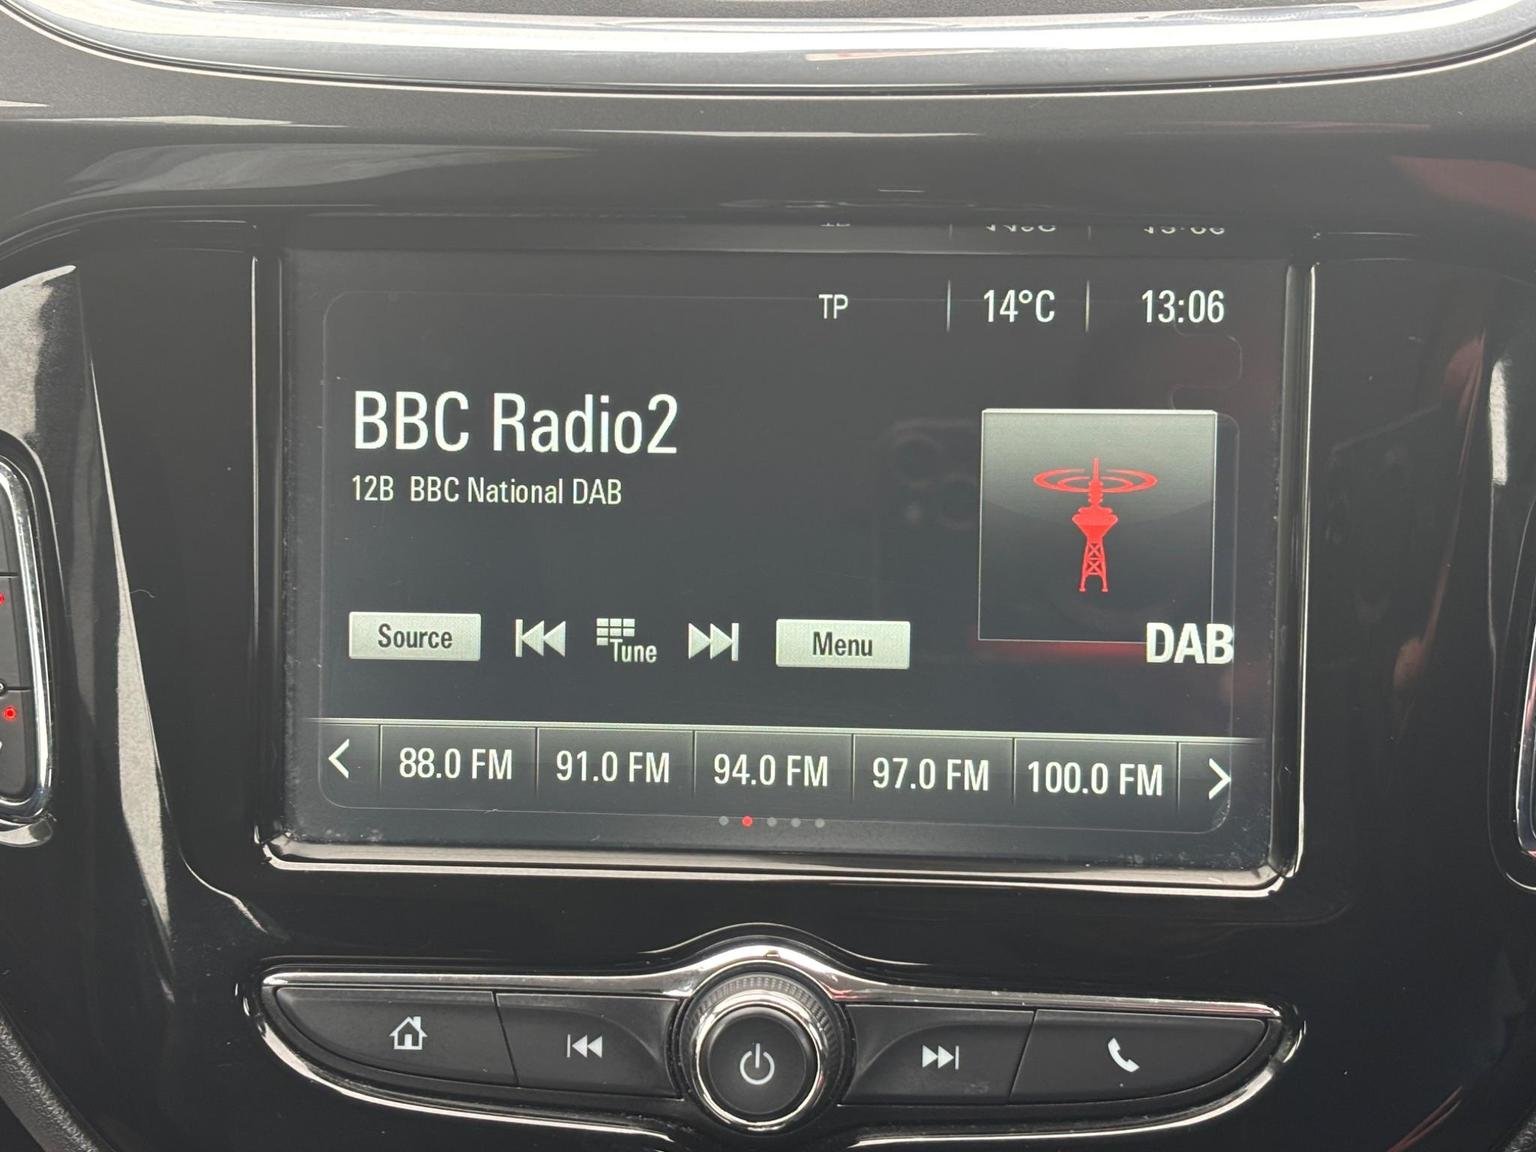 TP 14°C 13:06
BBC Radio2
12B BBC National DAB
Source Tune Menu
DAB
88.0 FM 91.0 FM 94.0 FM 97.0 FM 100.0 FM